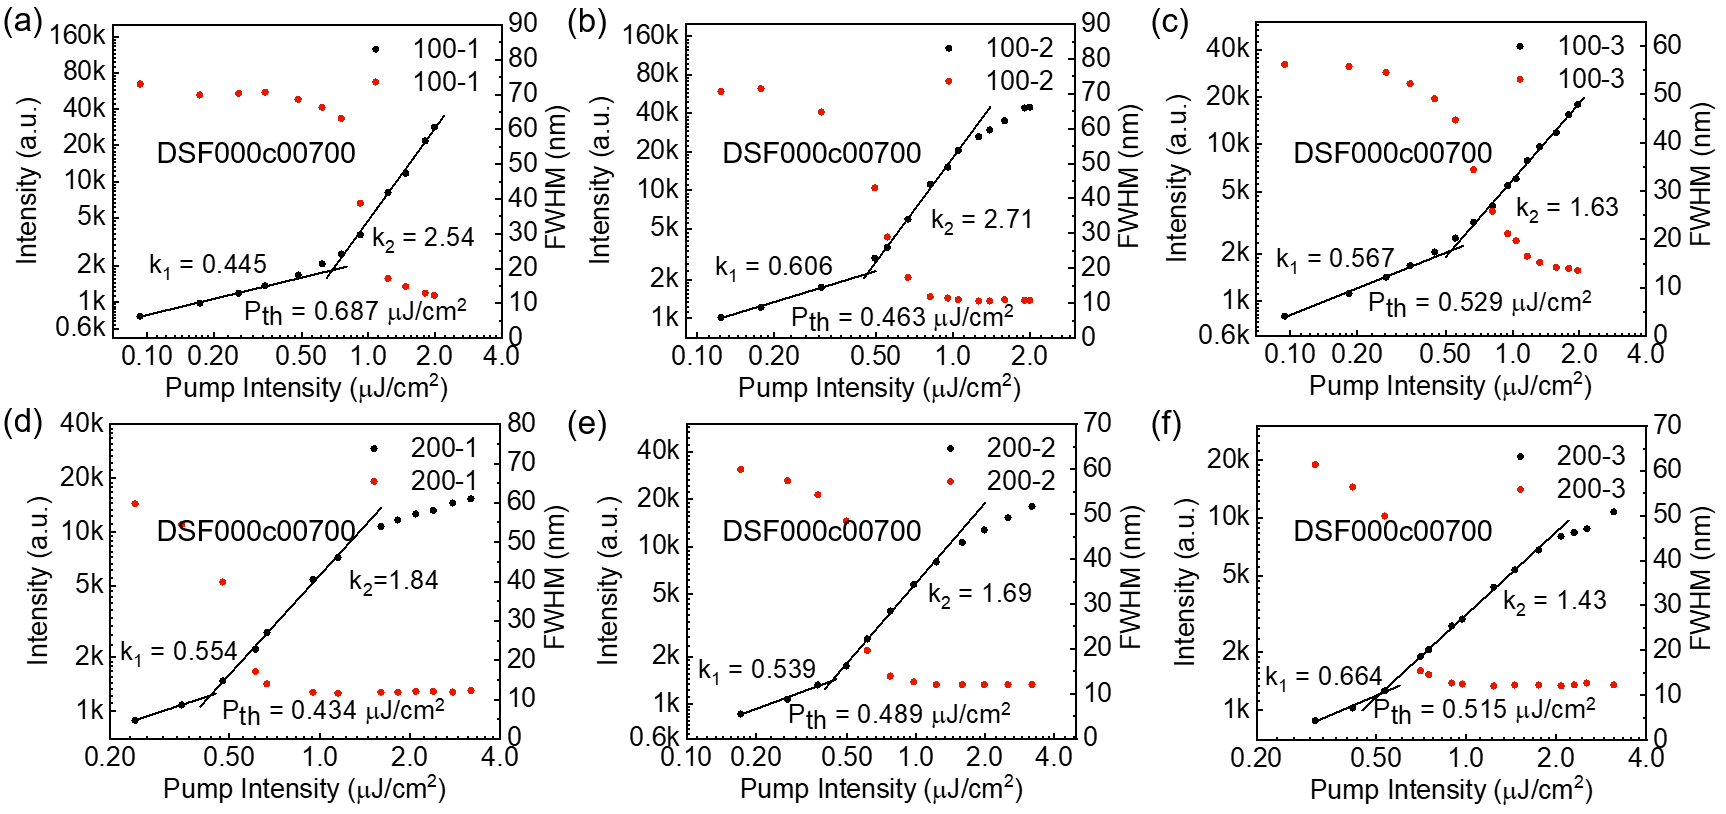 (a)
160k
80k
40k
20k
10k
5k
2k
1k
0.6k
Intensity (a.u.)
100-1
100-1
DSF000c00700
k1 = 0.445
k2 = 2.54
Pth = 0.687 μJ/cm²
90
80
70
60
50
40
30
20
10
0
FWHM (nm)
0.10 0.20 0.50 1.0 2.0 4.0
Pump Intensity (μJ/cm²)
(b)
160k
80k
40k
20k
10k
5k
2k
1k
Intensity (a.u.)
100-2
100-2
DSF000c00700
k1 = 0.606
k2 = 2.71
Pth = 0.463 μJ/cm²
90
80
70
60
50
40
30
20
10
0
FWHM (nm)
0.10 0.20 0.50 1.0 2.0
Pump Intensity (μJ/cm²)
(c)
40k
20k
10k
5k
2k
1k
0.6k
Intensity (a.u.)
100-3
100-3
DSF000c00700
k1 = 0.567
k2 = 1.63
Pth = 0.529 μJ/cm²
60
50
40
30
20
10
0
FWHM (nm)
0.10 0.20 0.50 1.0 2.0 4.0
Pump Intensity (μJ/cm²)
(d)
40k
20k
10k
5k
2k
1k
Intensity (a.u.)
200-1
200-1
DSF000c00700
k1 = 0.554
k2=1.84
Pth = 0.434 μJ/cm²
80
70
60
50
40
30
20
10
0
FWHM (nm)
0.20 0.50 1.0 2.0 4.0
Pump Intensity (μJ/cm²)
(e)
40k
20k
10k
5k
2k
1k
0.6k
Intensity (a.u.)
200-2
200-2
DSF000c00700
k1 = 0.539
k2 = 1.69
Pth = 0.489 μJ/cm²
70
60
50
40
30
20
10
0
FWHM (nm)
0.10 0.20 0.50 1.0 2.0 5.0
Pump Intensity (μJ/cm²)
(f)
20k
10k
5k
2k
1k
Intensity (a.u.)
200-3
200-3
DSF000c00700
k1 = 0.664
k2 = 1.43
Pth = 0.515 μJ/cm²
70
60
50
40
30
20
10
0
FWHM (nm)
0.20 0.50 1.0 2.0 4.0
Pump Intensity (μJ/cm²)